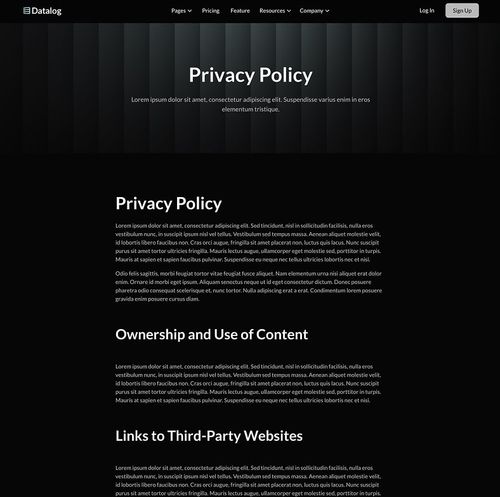 Datalog
Pages
Pricing
Feature
Resources
Company
Log In
Sign Up
Privacy Policy
Lorem ipsum dolor sit amet, consectetur adipiscing elit. Suspendisse varius enim in eros
elementum tristique.
Privacy Policy
Lorem ipsum dolor sit amet, consectetur adipiscing elit. Sed tincidunt, nisl in sollicitudin facilisis, nulla eros
vestibulum nunc, in suscipit ipsum nisl vel tellus. Vestibulum sed tempus massa. Aenean aliquet molestie velit,
id lobortis libero faucibus non. Cras orci augue, fringilla sit amet placerat non, luctus in lacus. Nunc suscipit
purus sit amet tortor ultricies fringilla. Mauris lectus augue, ullamcorper eget molestie sed, porttitor in turpis.
Mauris at sapien et sapien dapibus pulvinar. Suspendisse eu neque nec tellus ultrices lobortis nec et nisl.
Odio felis sagittis, morbi feugiat tortor vitae feugiat fusce aliquet. Nam elementum urna nisi aliquet erat dolor
enim. Ornare id morbi eget ipsum. Aliquam senectus neque ut id eget consectetur dictum. Donec posuere
pharetra odio consequat scelerisque et, nunc tortor. Nulla adipiscing erat a erat. Condimentum lorem posuere
gravida enim posuere cursus diam.
Ownership and Use of Content
Lorem ipsum dolor sit amet, consectetur adipiscing elit. Sed tincidunt, nisl in sollicitudin facilisis, nulla eros
vestibulum nunc, in suscipit ipsum nisl vel tellus. Vestibulum sed tempus massa. Aenean aliquet molestie velit,
id lobortis libero faucibus non. Cras orci augue, fringilla sit amet placerat non, luctus in lacus. Nunc suscipit
purus sit amet tortor ultricies fringilla. Mauris lectus augue, ullamcorper eget molestie sed, porttitor in turpis.
Mauris at sapien et sapien faucibus pulvinar. Suspendisse eu neque nec tellus ultrices lobortis nec et nisl.
Links to Third-Party Websites
Lorem ipsum dolor sit amet, consectetur adipiscing elit. Sed tincidunt, nisl in sollicitudin facilisis, nulla eros
vestibulum nunc, in suscipit ipsum nisl vel tellus. Vestibulum sed tempus massa. Aenean aliquet molestie velit,
id lobortis libero faucibus non. Cras orci augue, fringilla sit amet placerat non, luctus in lacus. Nunc suscipit
purus sit amet tortor ultricies fringilla. Mauris lectus augue, ullamcorper eget molestie sed, porttitor in turpis.